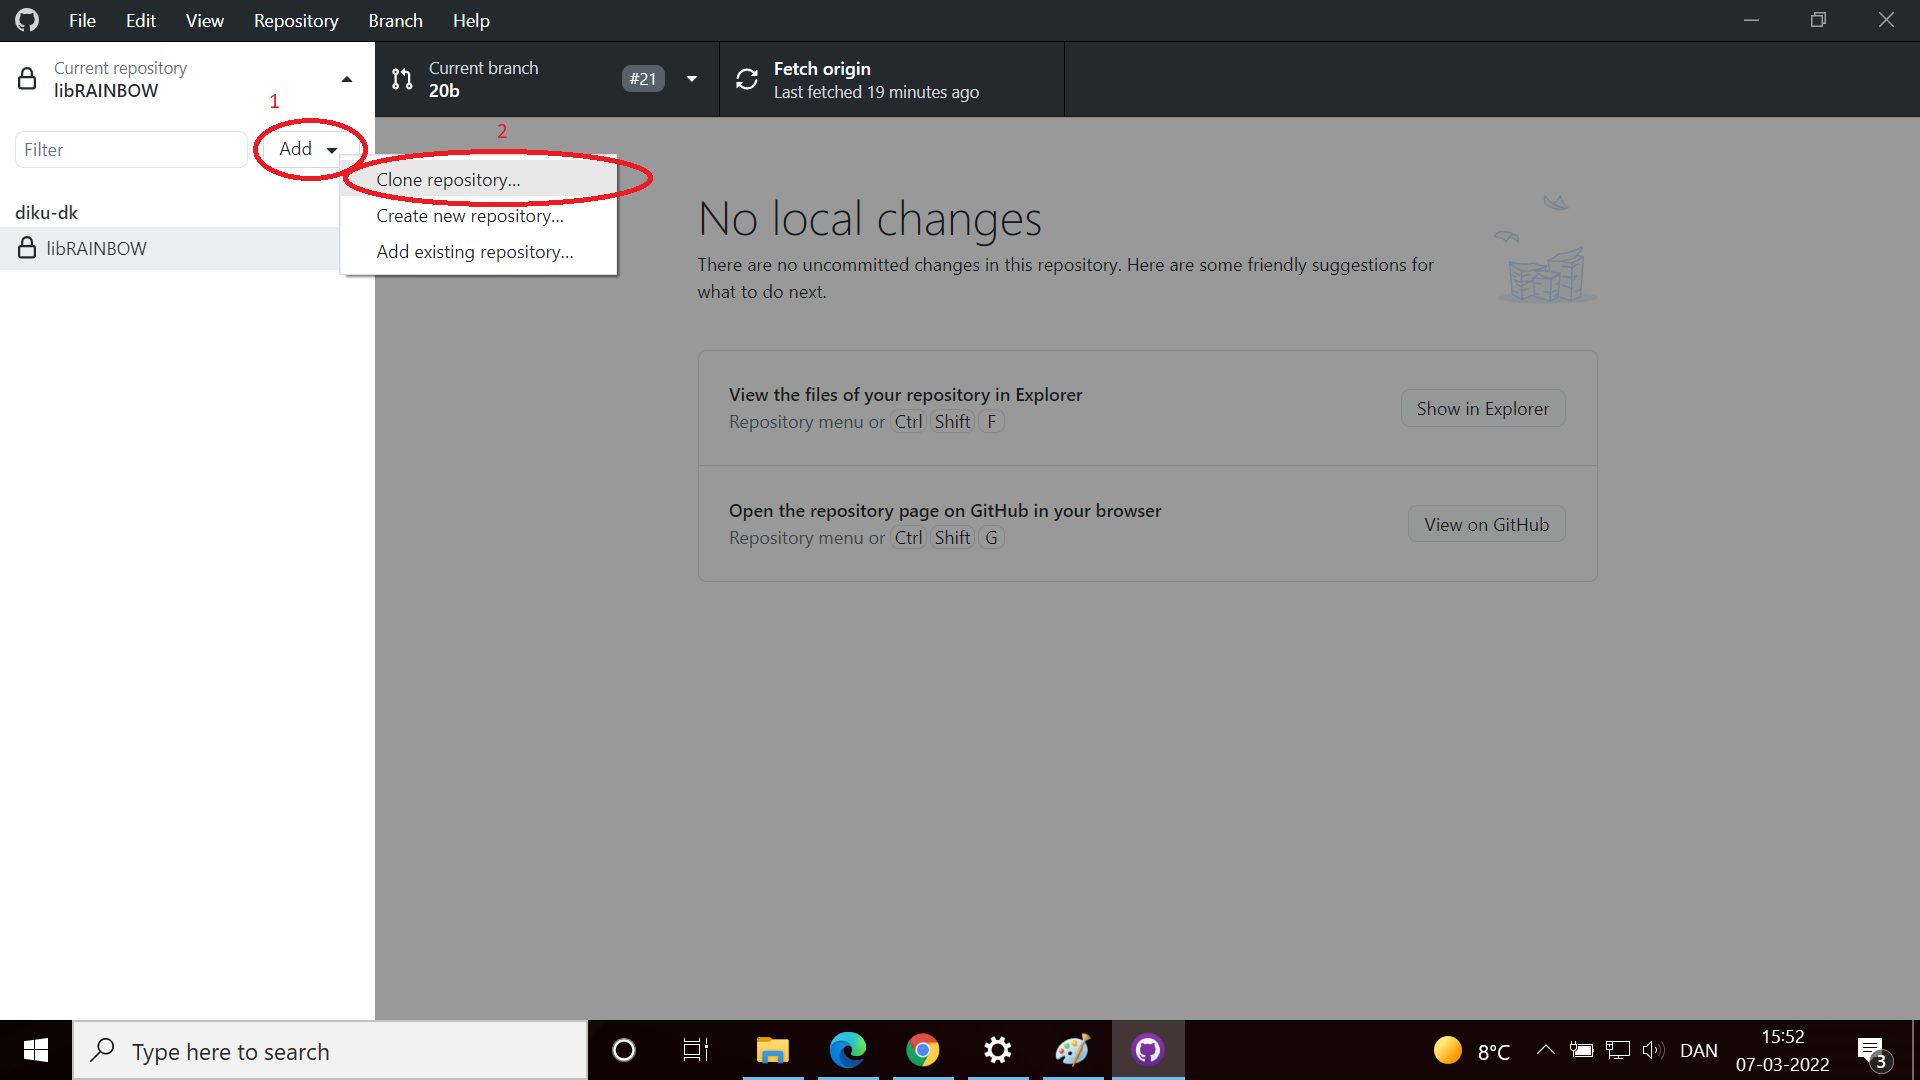 File Edit View Repository Branch Help
Current repository
libRAINBOW
Current branch
20b
#21
Fetch origin
Last fetched 19 minutes ago
1
2
Filter
Add
Clone repository...
Create new repository...
Add existing repository...
diku-dk
libRAINBOW
No local changes
There are no uncommitted changes in this repository. Here are some friendly suggestions for
what to do next.
View the files of your repository in Explorer
Repository menu or Ctrl Shift F
Show in Explorer
Open the repository page on GitHub in your browser
Repository menu or Ctrl Shift G
View on GitHub
Type here to search
8°C
DAN
15:52
07-03-2022
3